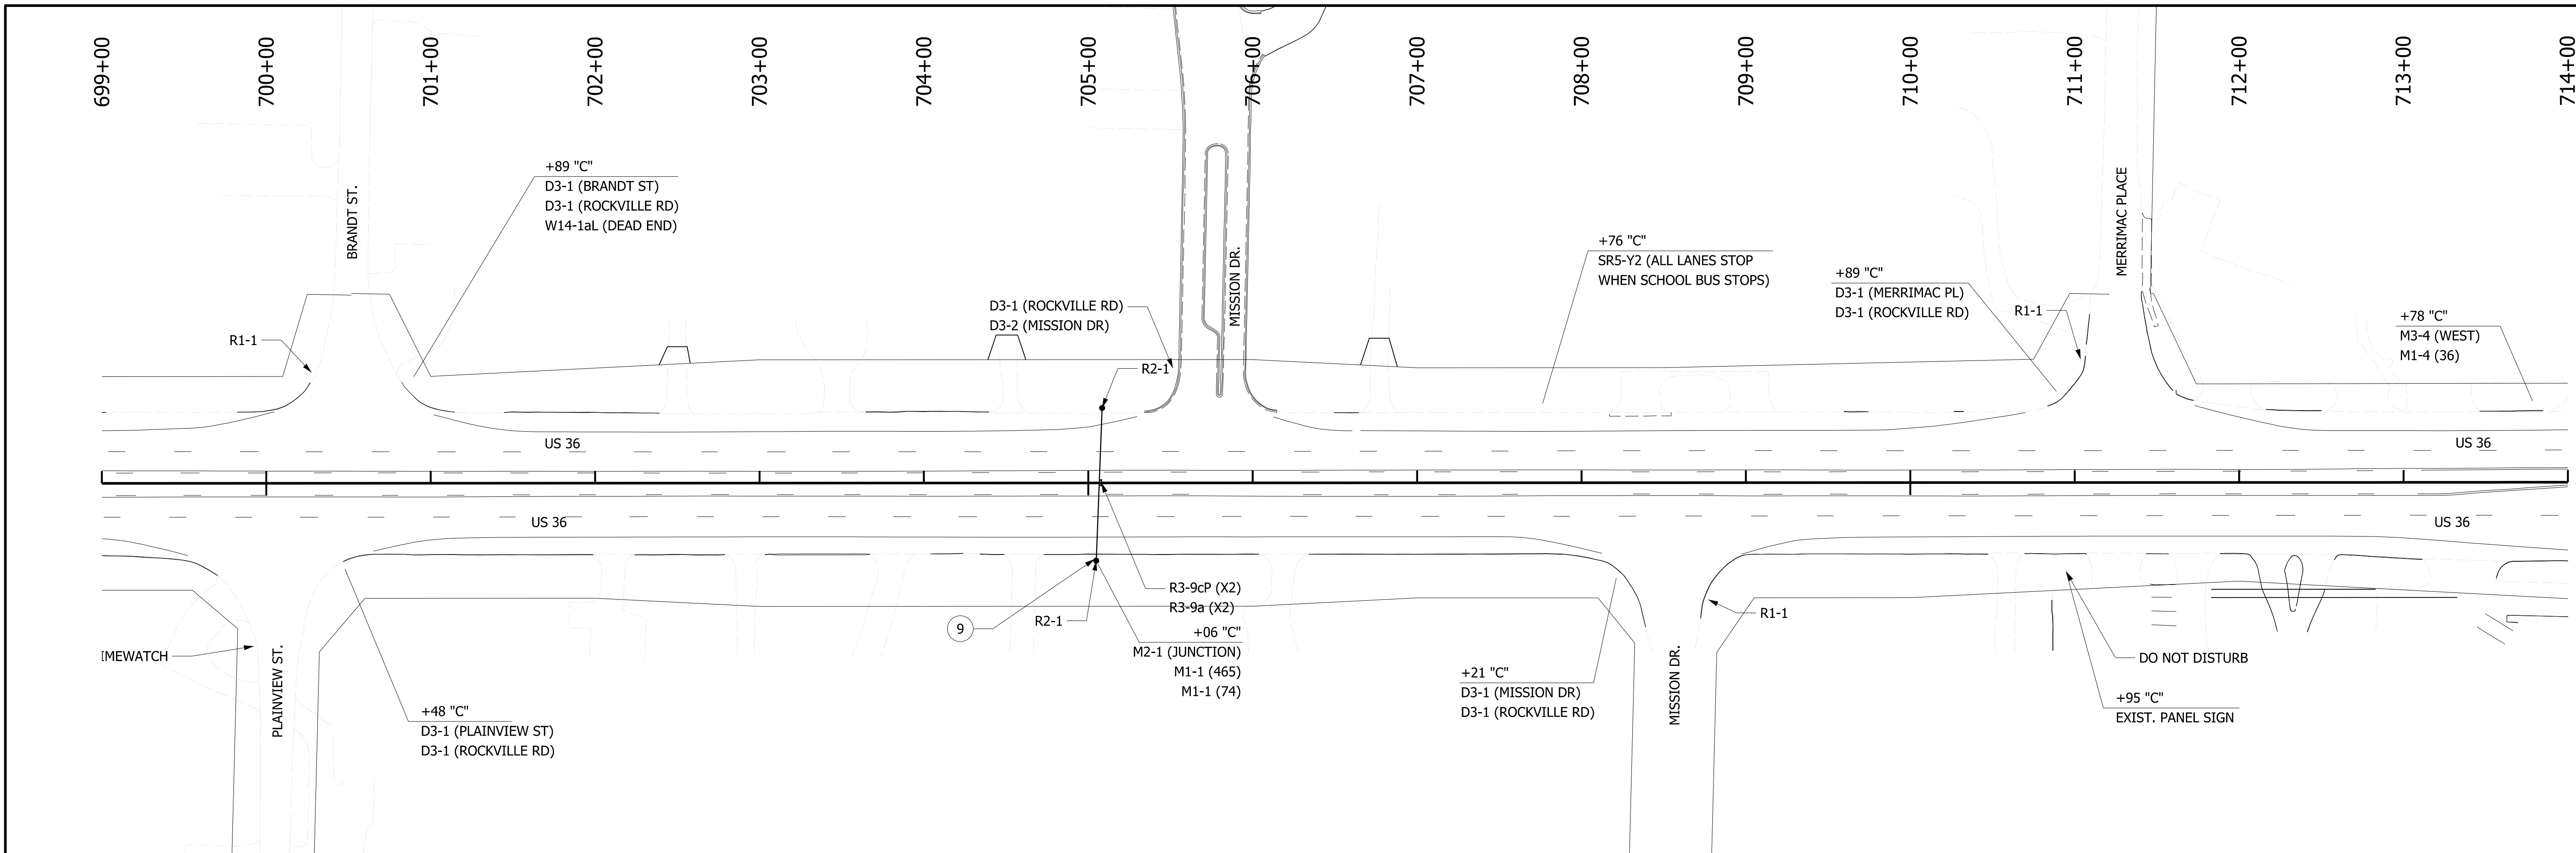 699+00
700+00
701+00
702+00
703+00
704+00
705+00
706+00
707+00
708+00
709+00
710+00
711+00
712+00
713+00
714+00
BRANDT ST.
+89 "C"
D3-1 (BRANDT ST)
D3-1 (ROCKVILLE RD)
W14-1aL (DEAD END)
R1-1
D3-1 (ROCKVILLE RD)
D3-2 (MISSION DR)
MISSION DR.
R2-1
+76 "C"
SR5-Y2 (ALL LANES STOP
WHEN SCHOOL BUS STOPS)
+89 "C"
D3-1 (MERRIMAC PL)
D3-1 (ROCKVILLE RD)
R1-1
MERRIMAC PLACE
+78 "C"
M3-4 (WEST)
M1-4 (36)
US 36
US 36
US 36
US 36
IMEWATCH
PLAINVIEW ST.
+48 "C"
D3-1 (PLAINVIEW ST)
D3-1 (ROCKVILLE RD)
9
R2-1
R3-9cP (X2)
R3-9a (X2)
+06 "C"
M2-1 (JUNCTION)
M1-1 (465)
M1-1 (74)
+21 "C"
D3-1 (MISSION DR)
D3-1 (ROCKVILLE RD)
MISSION DR.
R1-1
DO NOT DISTURB
+95 "C"
EXIST. PANEL SIGN